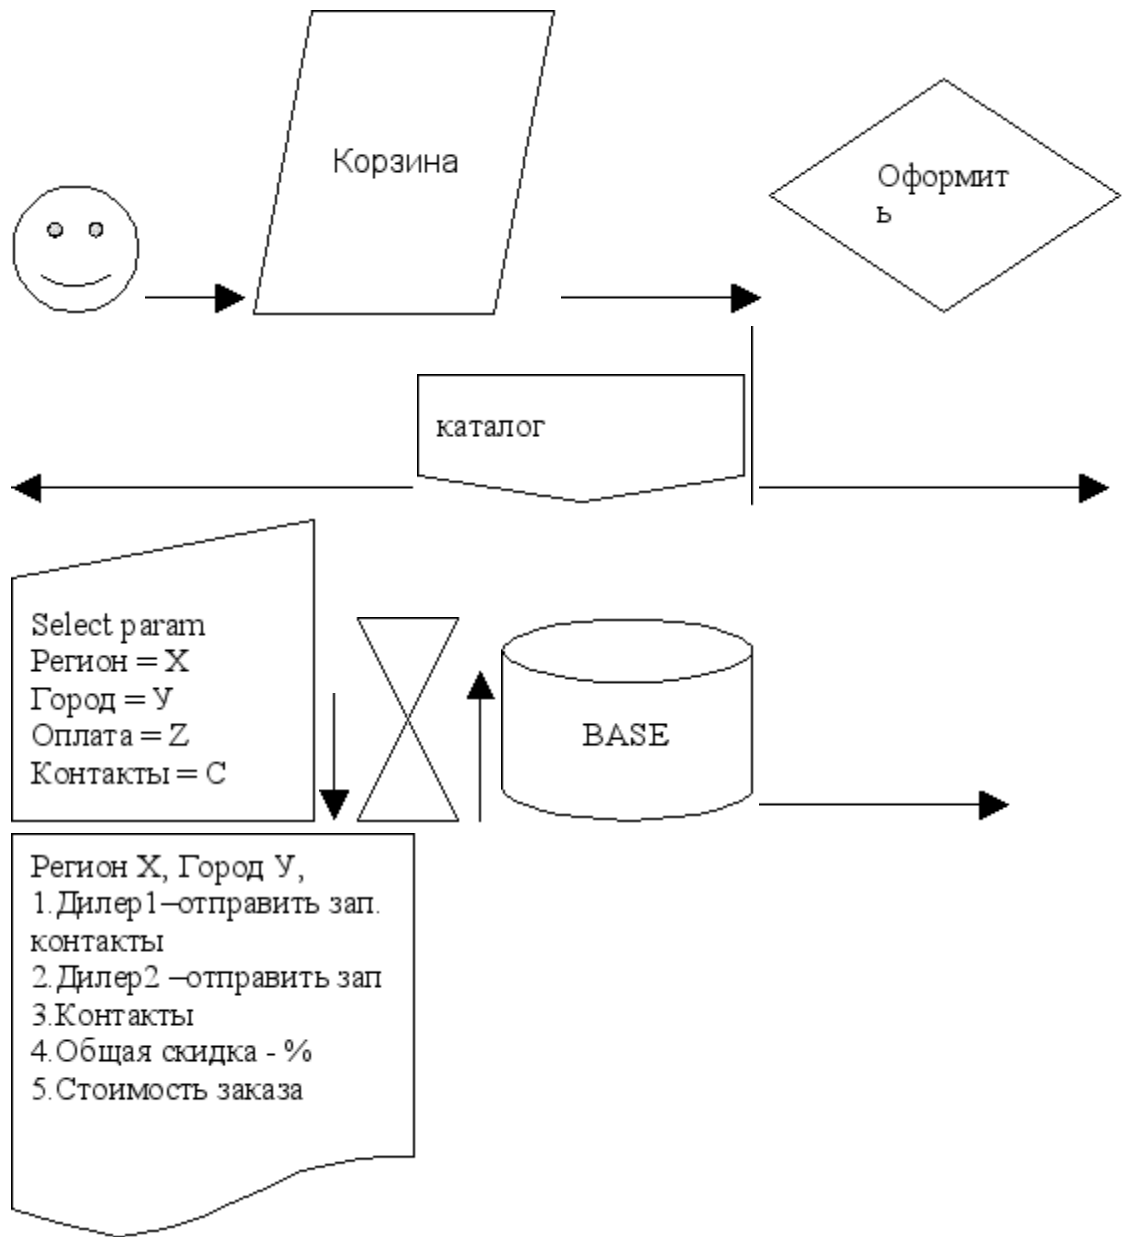 Корзина
Оформит
ь
каталог
Select param
Регион = X
Город = У
Оплата = Z
Контакты = С
BASE
Регион X, Город У,
1.Дилер1–отправить зап.
контакты
2.Дилер2 –отправить зап
3.Контакты
4.Общая скидка - %
5.Стоимость заказа